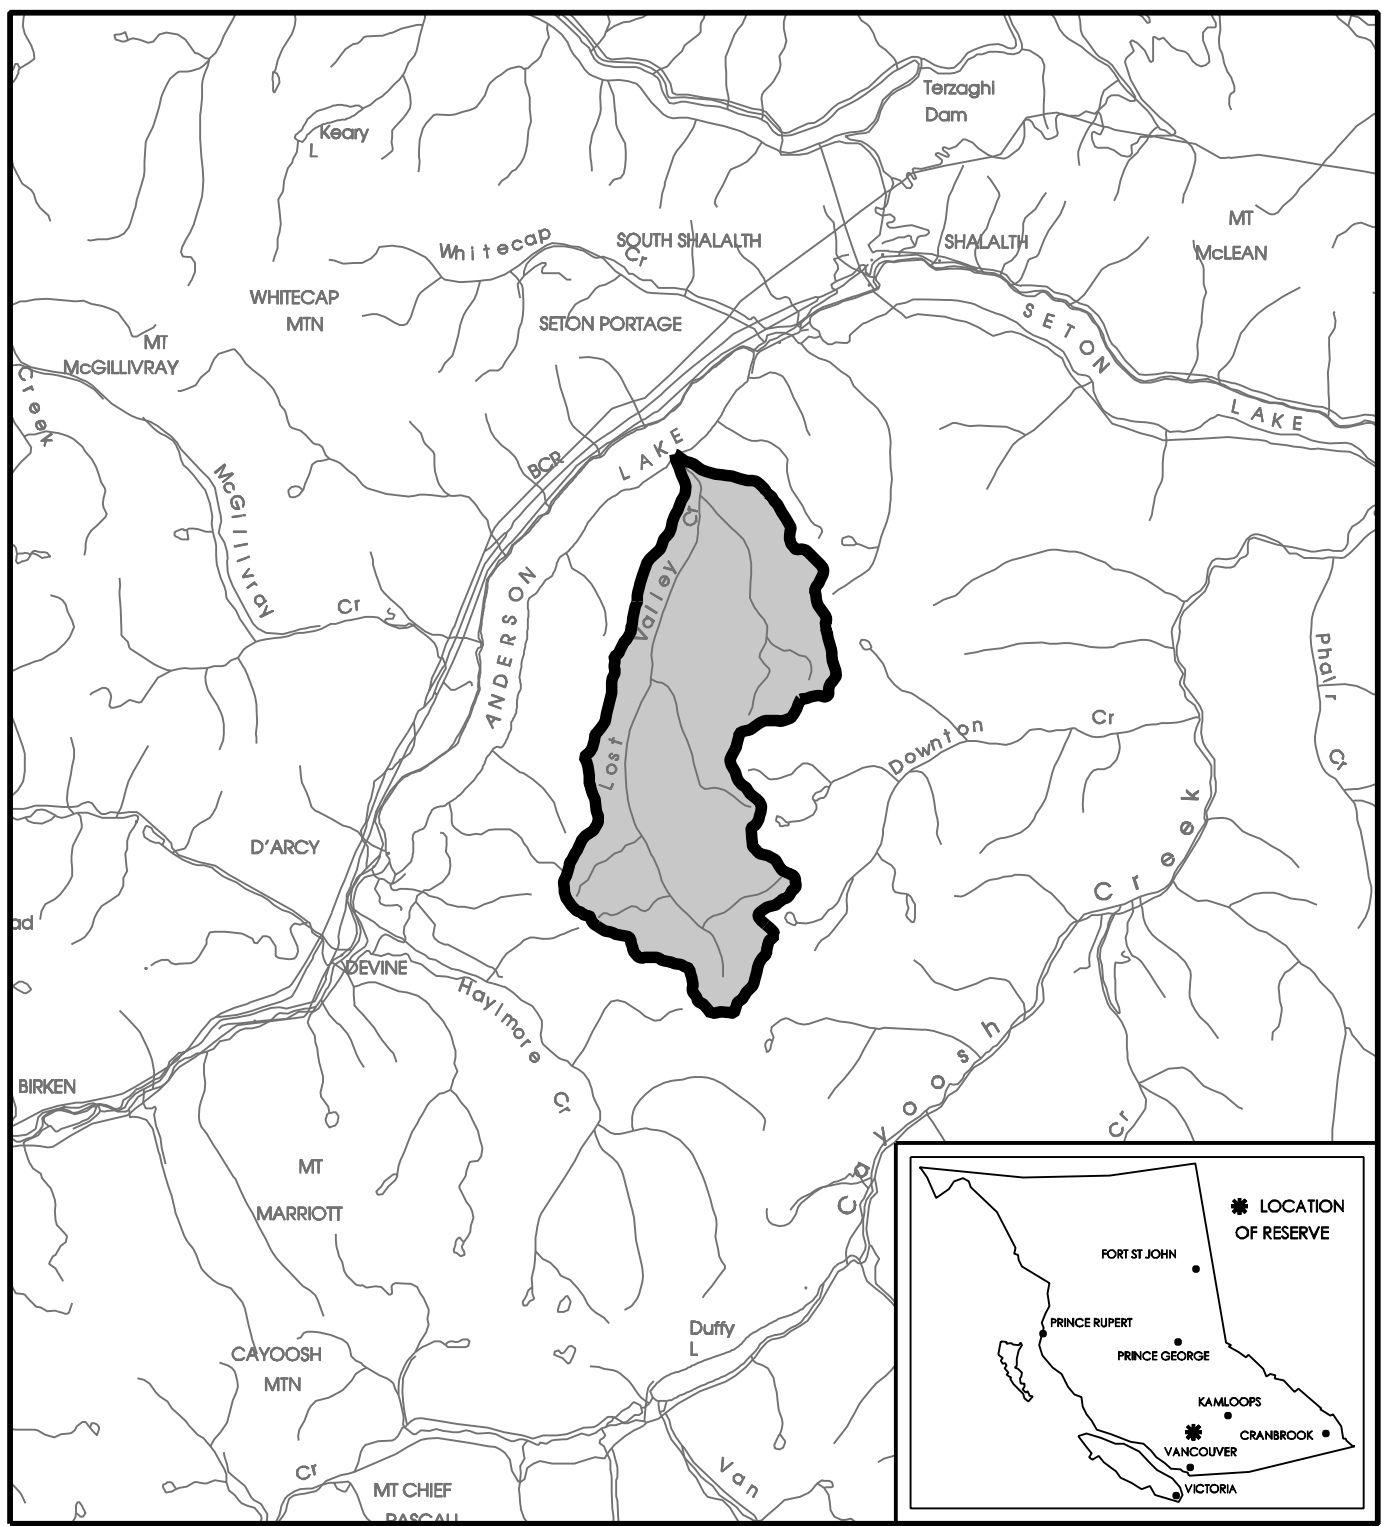 Terzaghi
Dam
Keary
L
MT
McLEAN
Whitecap
Cr
SOUTH SHALALTH
SHALALTH
WHITECAP
MTN
SETON PORTAGE
SETON
LAKE
MT
McGILLIVRAY
Creek
McGillivray
Cr
BCR
ANDERSON
LAKE
Lost
Valley
Cr
Phair
Cr
Downton
Cr
Cayoosh
Creek
D'ARCY
ad
DEVINE
Haylmore
Cr
BIRKEN
MT
MARRIOTT
Cr
Duffy
L
CAYOOSH
MTN
Cr
MT CHIEF
PASCALL
Van
LOCATION
OF RESERVE
FORT ST JOHN
PRINCE RUPERT
PRINCE GEORGE
KAMLOOPS
CRANBROOK
VANCOUVER
VICTORIA